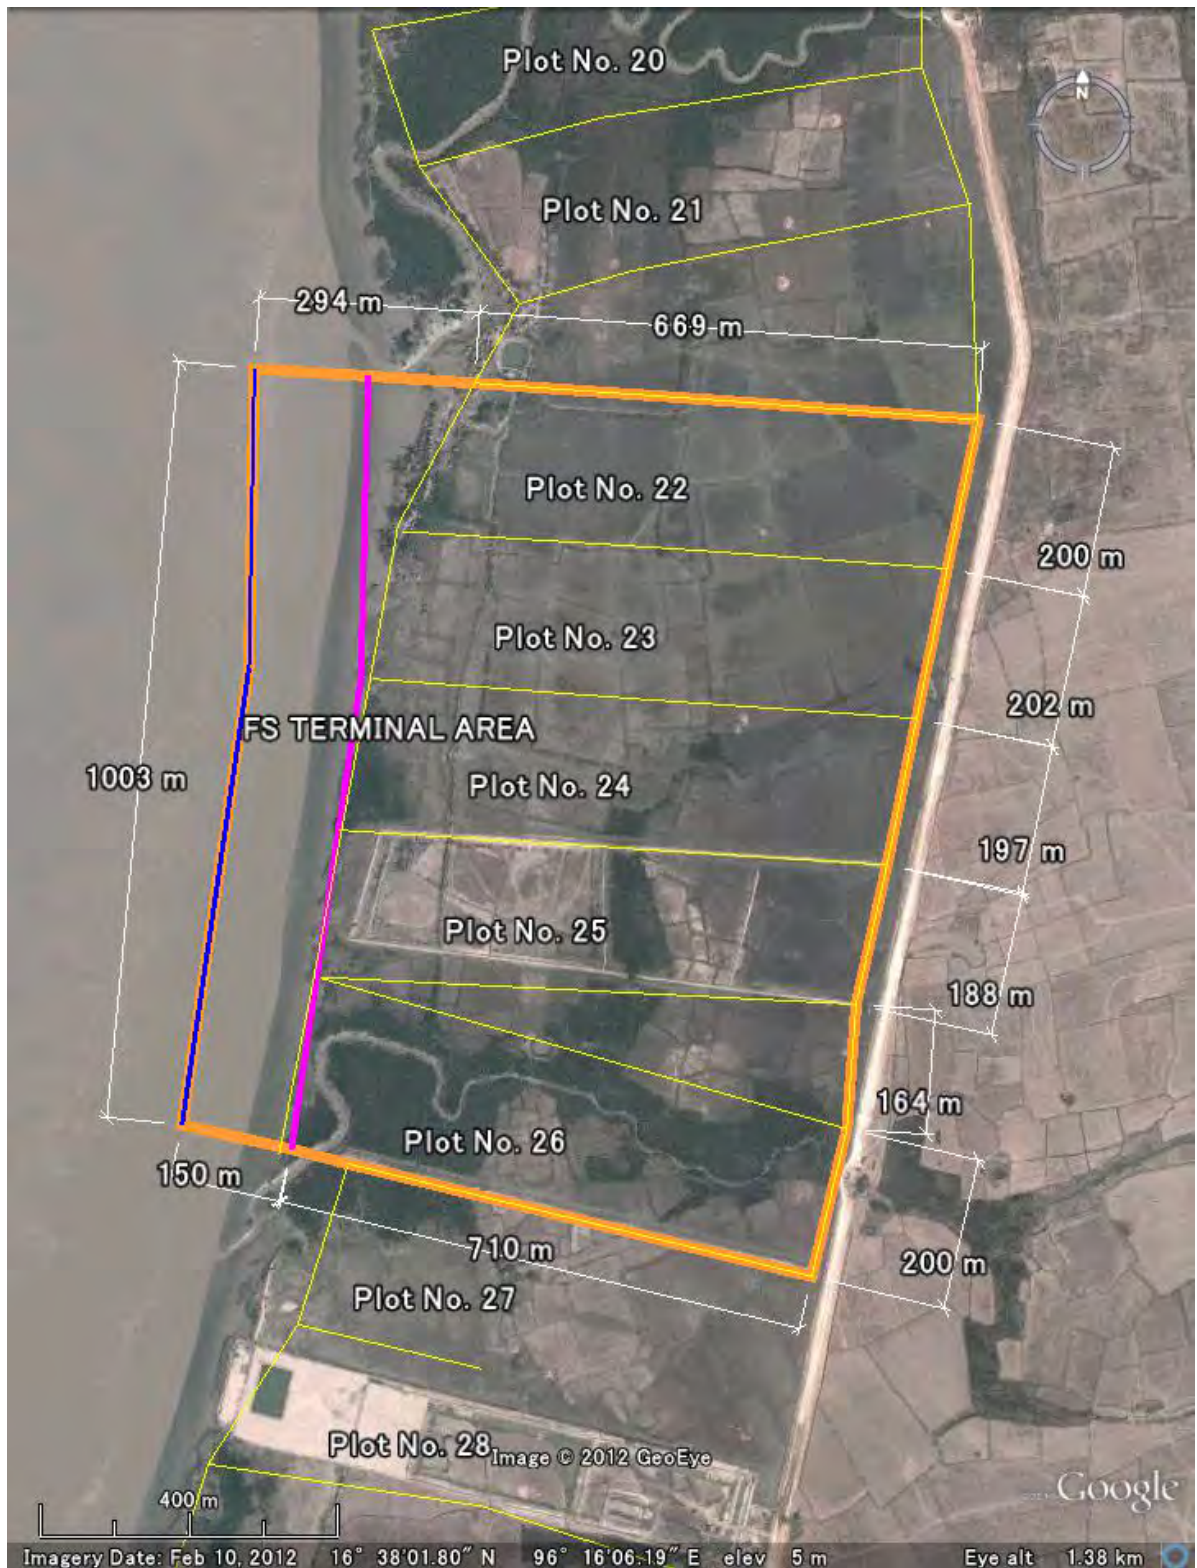 Plot No. 20
N
Plot No. 21
294 m
669 m
Plot No. 22
200 m
Plot No. 23
202 m
FS TERMINAL AREA
1003 m
Plot No. 24
197 m
Plot No. 25
188 m
164 m
Plot No. 26
150 m
710 m
200 m
Plot No. 27
Plot No. 28
Image © 2012 GeoEye
400 m
Google
Imagery Date: Feb 10, 2012 16° 38'01.80" N 96° 16'06.19" E elev 5 m Eye alt 1.38 km